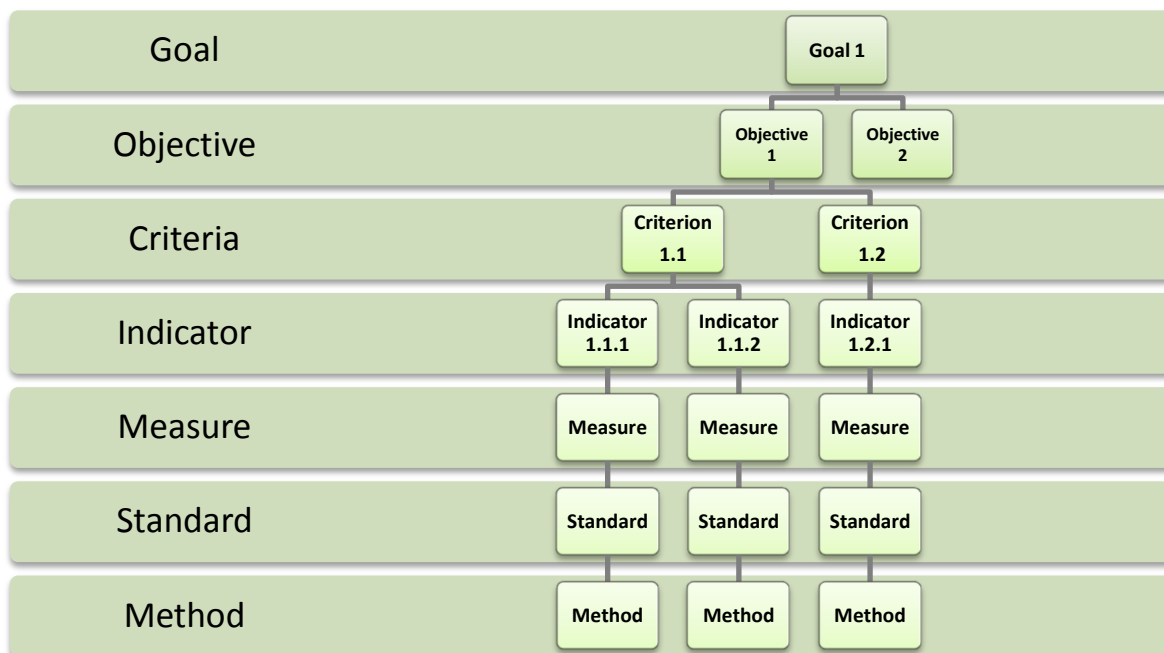 Goal
Goal 1
Objective
Objective
1
Objective
2
Criteria
Criterion
1.1
Criterion
1.2
Indicator
Indicator
1.1.1
Indicator
1.1.2
Indicator
1.2.1
Measure
Measure
Measure
Measure
Standard
Standard
Standard
Standard
Method
Method
Method
Method